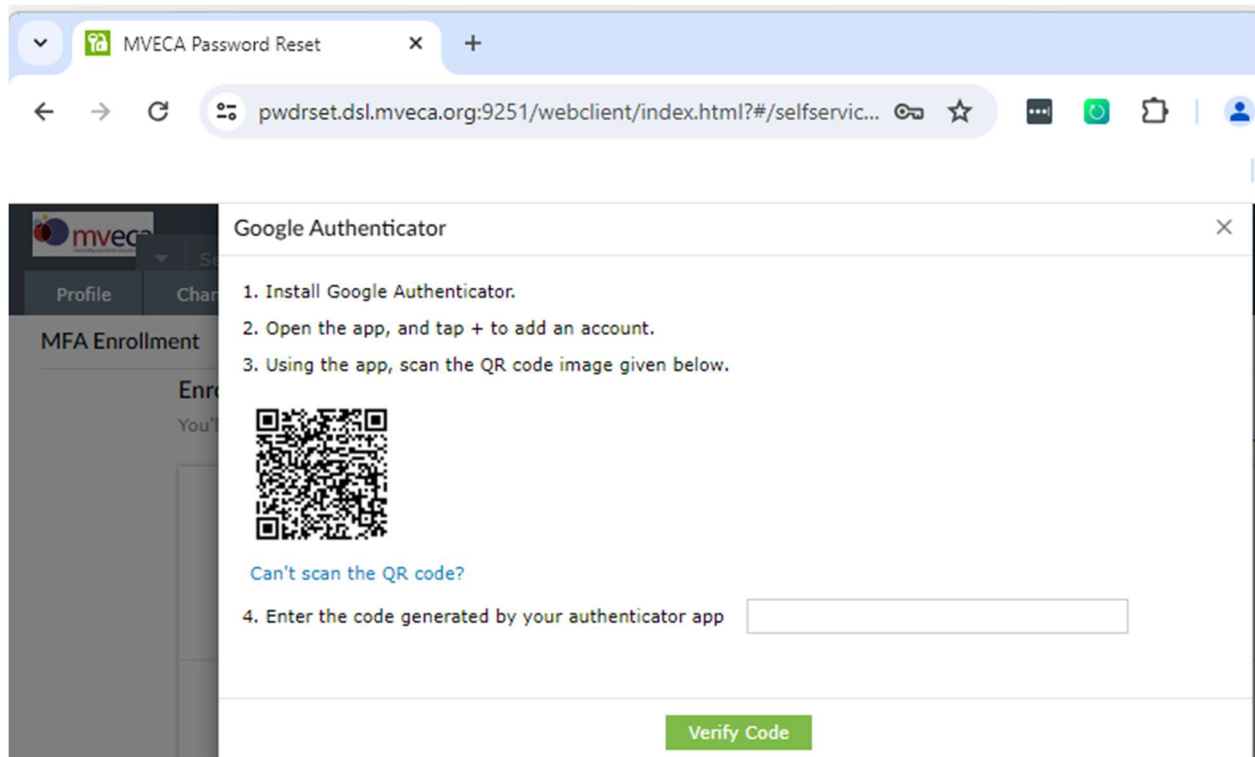 MVECA Password Reset
pwdrset.dsl.mveca.org:9251/webclient/index.html?#/selfservic...
mveca
Google Authenticator
Profile
1. Install Google Authenticator.
2. Open the app, and tap + to add an account.
MFA Enrollment
3. Using the app, scan the QR code image given below.
Can't scan the QR code?
4. Enter the code generated by your authenticator app
Verify Code